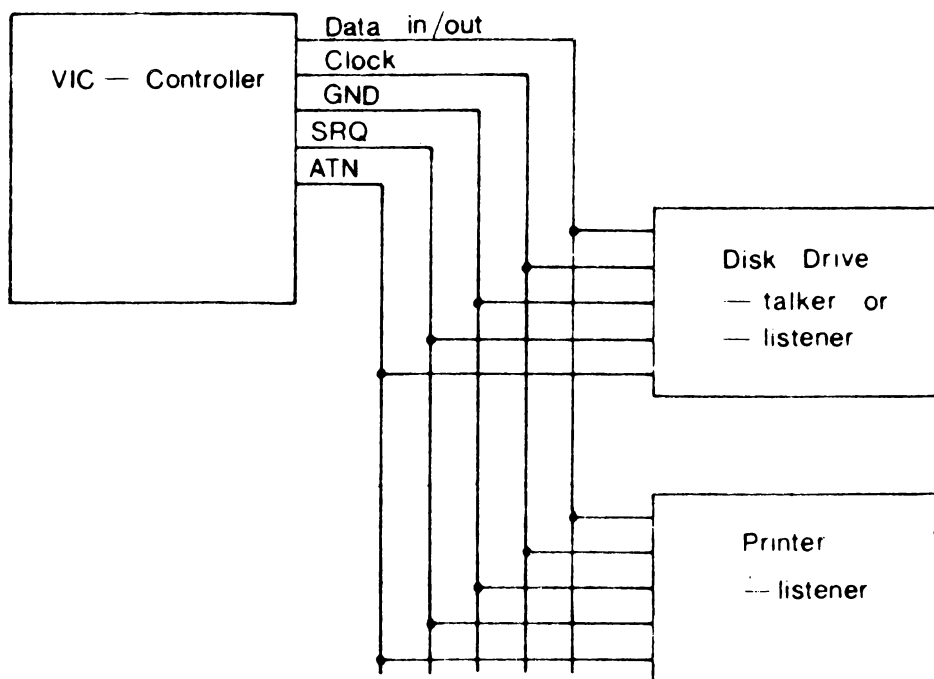 Data in/out
VIC — Controller
Clock
GND
SRQ
ATN
Disk Drive
— talker or
— listener
Printer
— listener